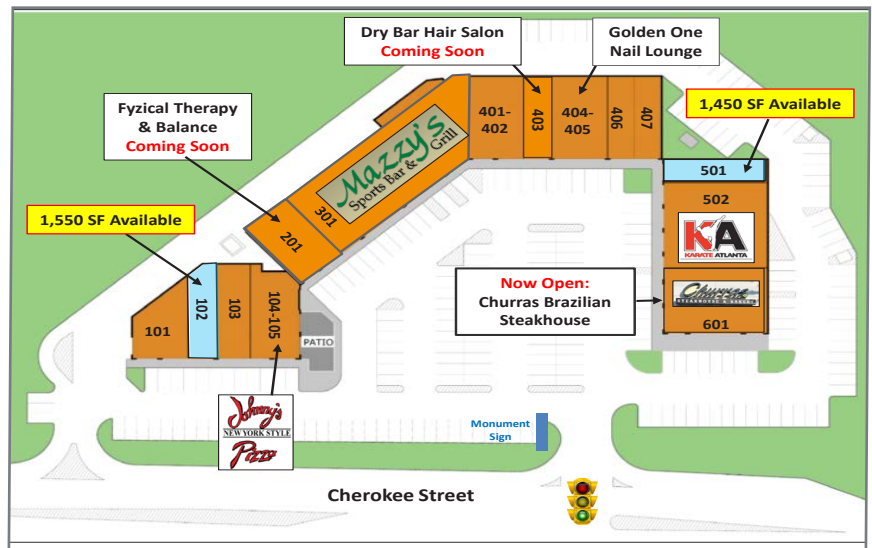 Dry Bar Hair Salon
Coming Soon
Golden One
Nail Lounge
Fyzical Therapy
& Balance
Coming Soon
1,450 SF Available
401-
402
403
404-
405
406
407
Mazzy's
Sports Bar &
Grill
301
201
501
502
KA
KARATE ATLANTA
1,550 SF Available
Now Open:
Churras Brazilian
Steakhouse
Churras
601
101
102
103
104-105
PATIO
Johnny's
NEW YORK STYLE
Pizza
Monument
Sign
Cherokee Street